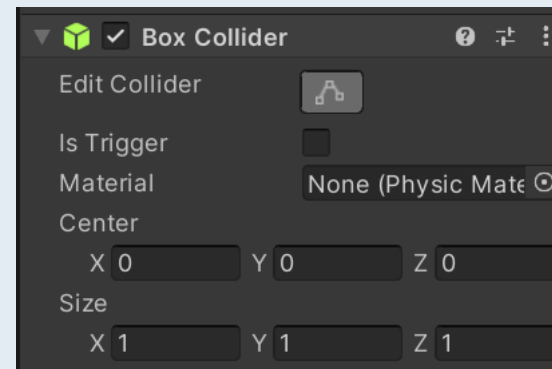 Box Collider
Edit Collider
Is Trigger
Material None (Physic Mate
Center
X 0 Y 0 Z 0
Size
X 1 Y 1 Z 1